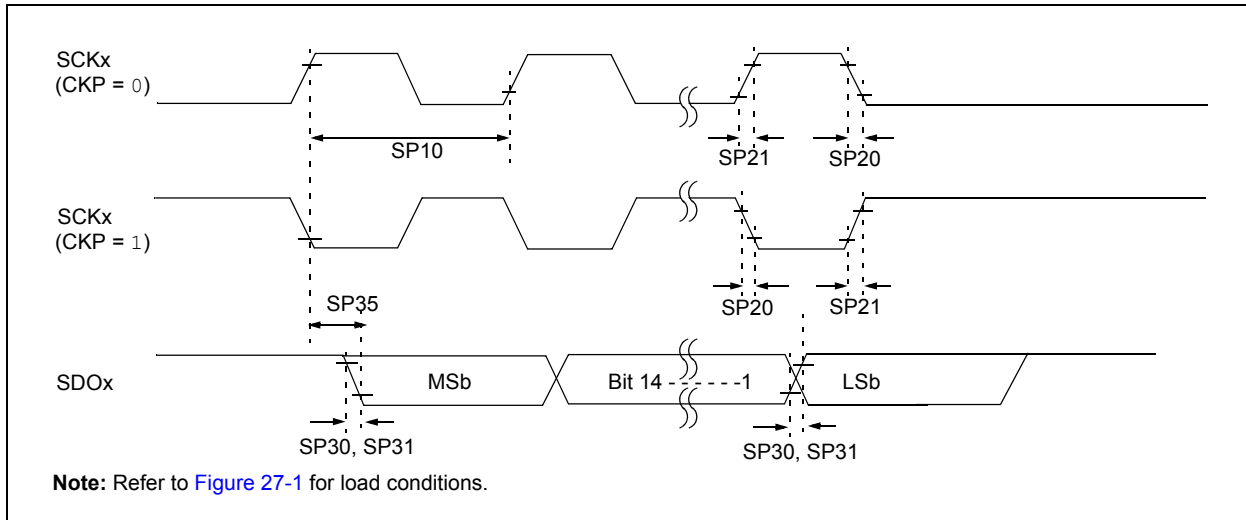 SCKx
(CKP = 0)
SP10
SP21
SP20
SCKx
(CKP = 1)
SP35
SP20
SP21
SDOx
MSb
Bit 14 - - - - - -1
LSb
SP30, SP31
SP30, SP31
Note: Refer to Figure 27-1 for load conditions.